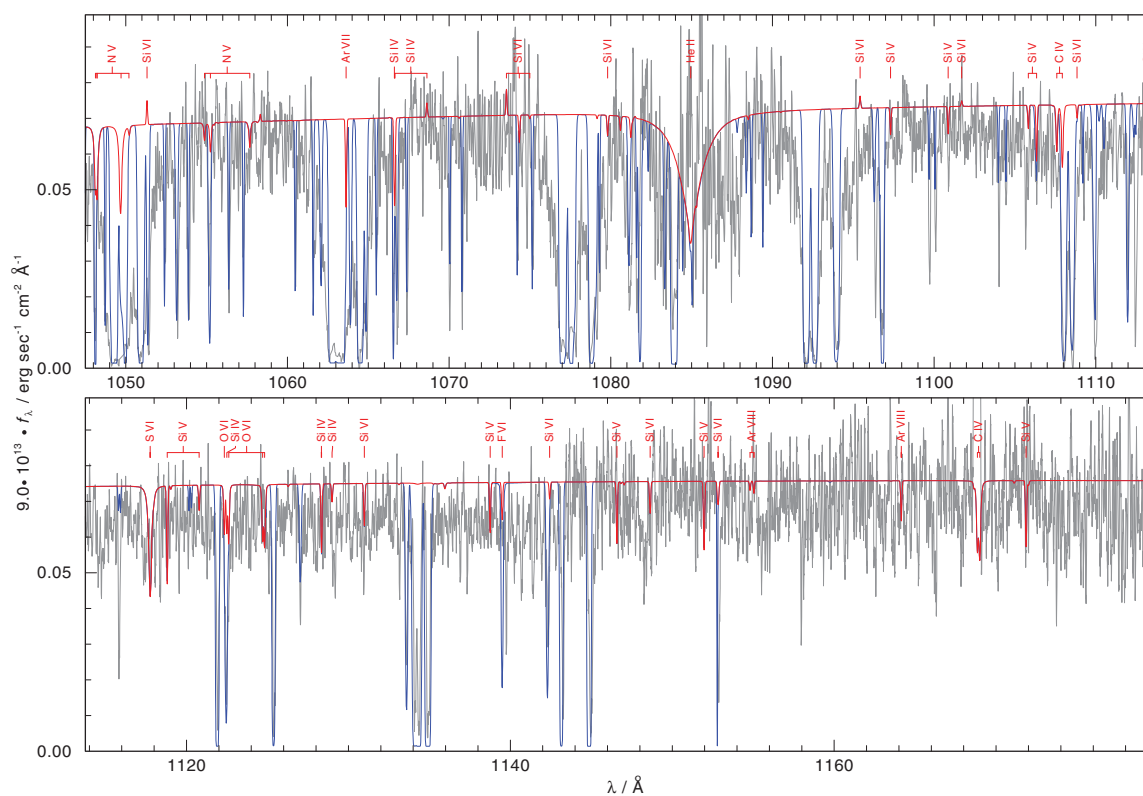 N V Si VI N V Ar VII Si IV Si IV S VI Si VI He II Si VI Si V Si VI Si VI Si V C IV Si VI
0.05
0.00
1050 1060 1070 1080 1090 1100 1110
9.0• 10¹³ • f_λ / erg sec⁻¹ cm⁻² Å⁻¹
S VI Si V O VI Si IV O VI Si IV Si IV Si VI Si V F VI Si VI Si V Si VI Si V Si VI Ar VIII Ar VIII C IV Si V
0.05
0.00
1120 1140 1160
λ / Å